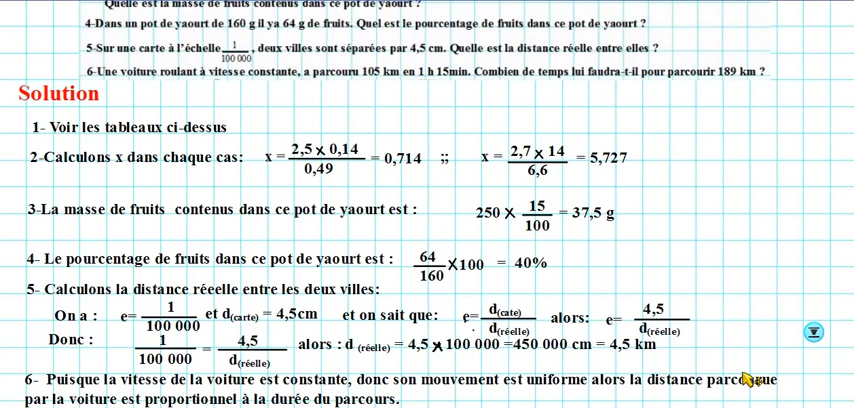 Quelle est la masse de fruits contenus dans ce pot de yaourt ?
4-Dans un pot de yaourt de 160 g il ya 64 g de fruits. Quel est le pourcentage de fruits dans ce pot de yaourt ?
5-Sur une carte à l'échelle 1/100 000 , deux villes sont séparées par 4,5 cm. Quelle est la distance réelle entre elles ?
6-Une voiture roulant à vitesse constante, a parcouru 105 km en 1 h 15min. Combien de temps lui faudra-t-il pour parcourir 189 km ?
Solution
1- Voir les tableaux ci-dessus
2-Calculons x dans chaque cas: x = 2,5 x 0,14 / 0,49 = 0,714 ;; x = 2,7 x 14 / 6,6 = 5,727
3-La masse de fruits contenus dans ce pot de yaourt est : 250 X 15/100 = 37,5 g
4- Le pourcentage de fruits dans ce pot de yaourt est : 64/160 X100 = 40%
5- Calculons la distance réeelle entre les deux villes:
On a : e= 1/100 000 et d(carte) = 4,5cm et on sait que: e= d(cate)/d(réelle) alors: e= 4,5/d(réelle)
Donc : 1/100 000 = 4,5/d(réelle) alors : d (réelle) = 4,5 x 100 000 =450 000 cm = 4,5 km
6- Puisque la vitesse de la voiture est constante, donc son mouvement est uniforme alors la distance parcourue
par la voiture est proportionnel à la durée du parcours.